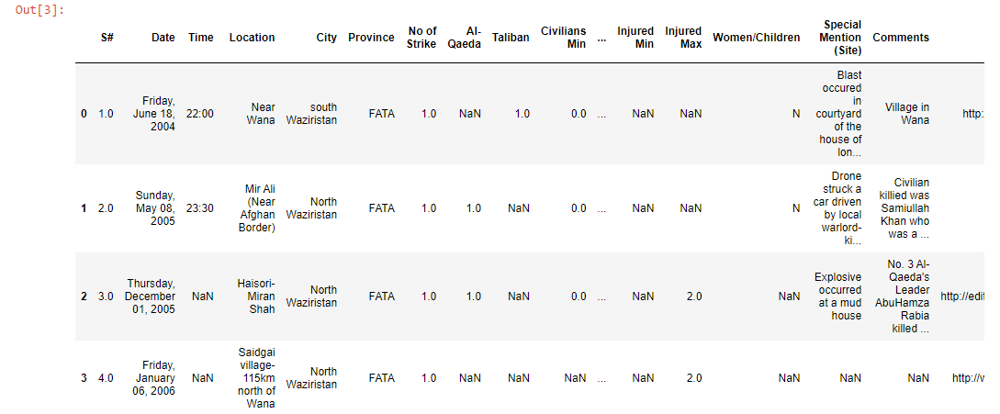 Out[3]:
S# Date Time Location City Province No of Strike Al-Qaeda Taliban Civilians Min ... Injured Min Injured Max Women/Children Special Mention (Site) Comments
0 1.0 Friday, June 18, 2004 22:00 Near Wana south Waziristan FATA 1.0 NaN 1.0 0.0 ... NaN NaN N Blast occured in courtyard of the house of lon... Village in Wana http:
1 2.0 Sunday, May 08, 2005 23:30 Mir Ali (Near Afghan Border) North Waziristan FATA 1.0 1.0 NaN 0.0 ... NaN NaN N Drone struck a car driven by local warlord-ki... Civilian killied was Samiullah Khan who was a ...
2 3.0 Thursday, December 01, 2005 NaN Haisori-Miran Shah North Waziristan FATA 1.0 1.0 NaN 0.0 ... NaN 2.0 NaN Explosive occurred at a mud house No. 3 Al-Qaeda's Leader AbuHamza Rabia killed ... http://edit
3 4.0 Friday, January 06, 2006 NaN Saidgai village-115km north of Wana North Waziristan FATA 1.0 NaN NaN NaN ... NaN 2.0 NaN NaN NaN http://w